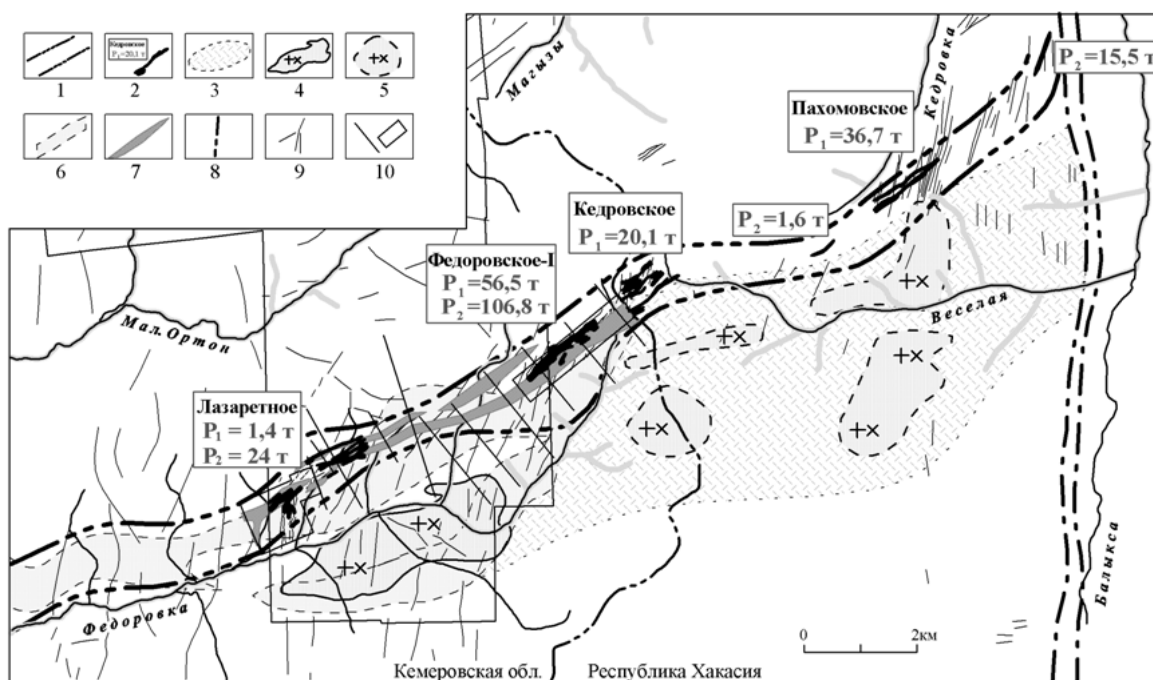 Кедровское
P₁=20,1 т
1
2
3
4
5
6
7
8
9
10
Магызы
Кедровка
P₂=15,5 т
Пахомовское
P₁=36,7 т
Кедровское
P₁=20,1 т
P₂=1,6 т
Федоровское-I
P₁=56,5 т
P₂=106,8 т
Мал. Ортон
Веселая
Лазаретное
P₁ = 1,4 т
P₂ = 24 т
Балыкса
Федоровка
0 2км
Кемеровская обл. Республика Хакасия